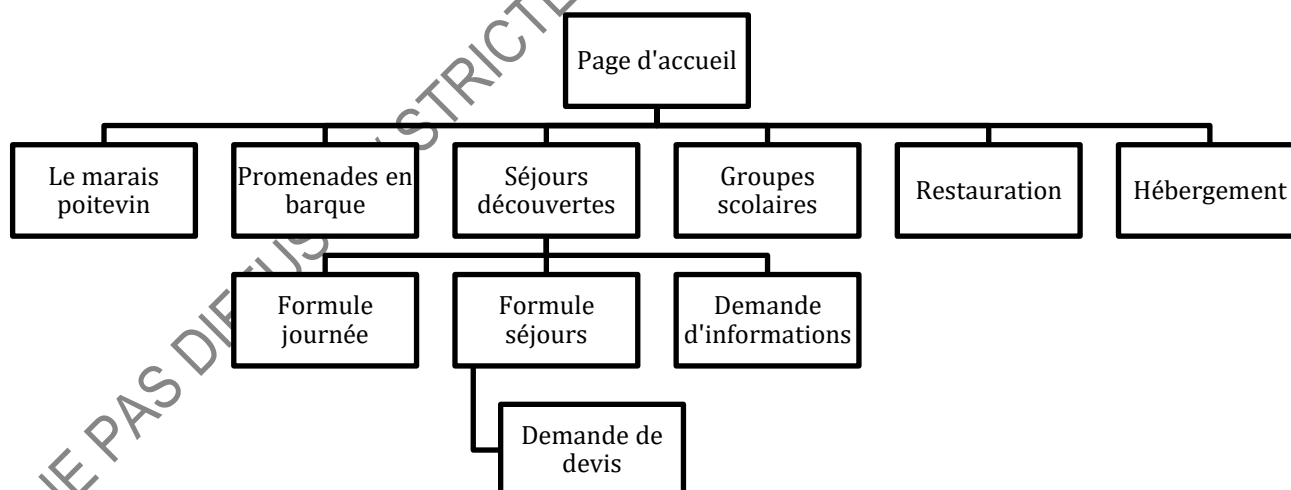 Page d'accueil
Le marais
poitevin
Promenades en
barque
Séjours
découvertes
Groupes
scolaires
Restauration
Hébergement
Formule
journée
Formule
séjours
Demande
d'informations
Demande de
devis
PAS